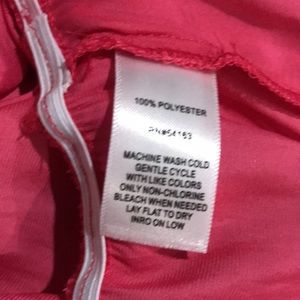 100% POLYESTER
RN#54163
MACHINE WASH COLD
GENTLE CYCLE
WITH LIKE COLORS
ONLY NON-CHLORINE
BLEACH WHEN NEEDED
LAY FLAT TO DRY
INRO ON LOW